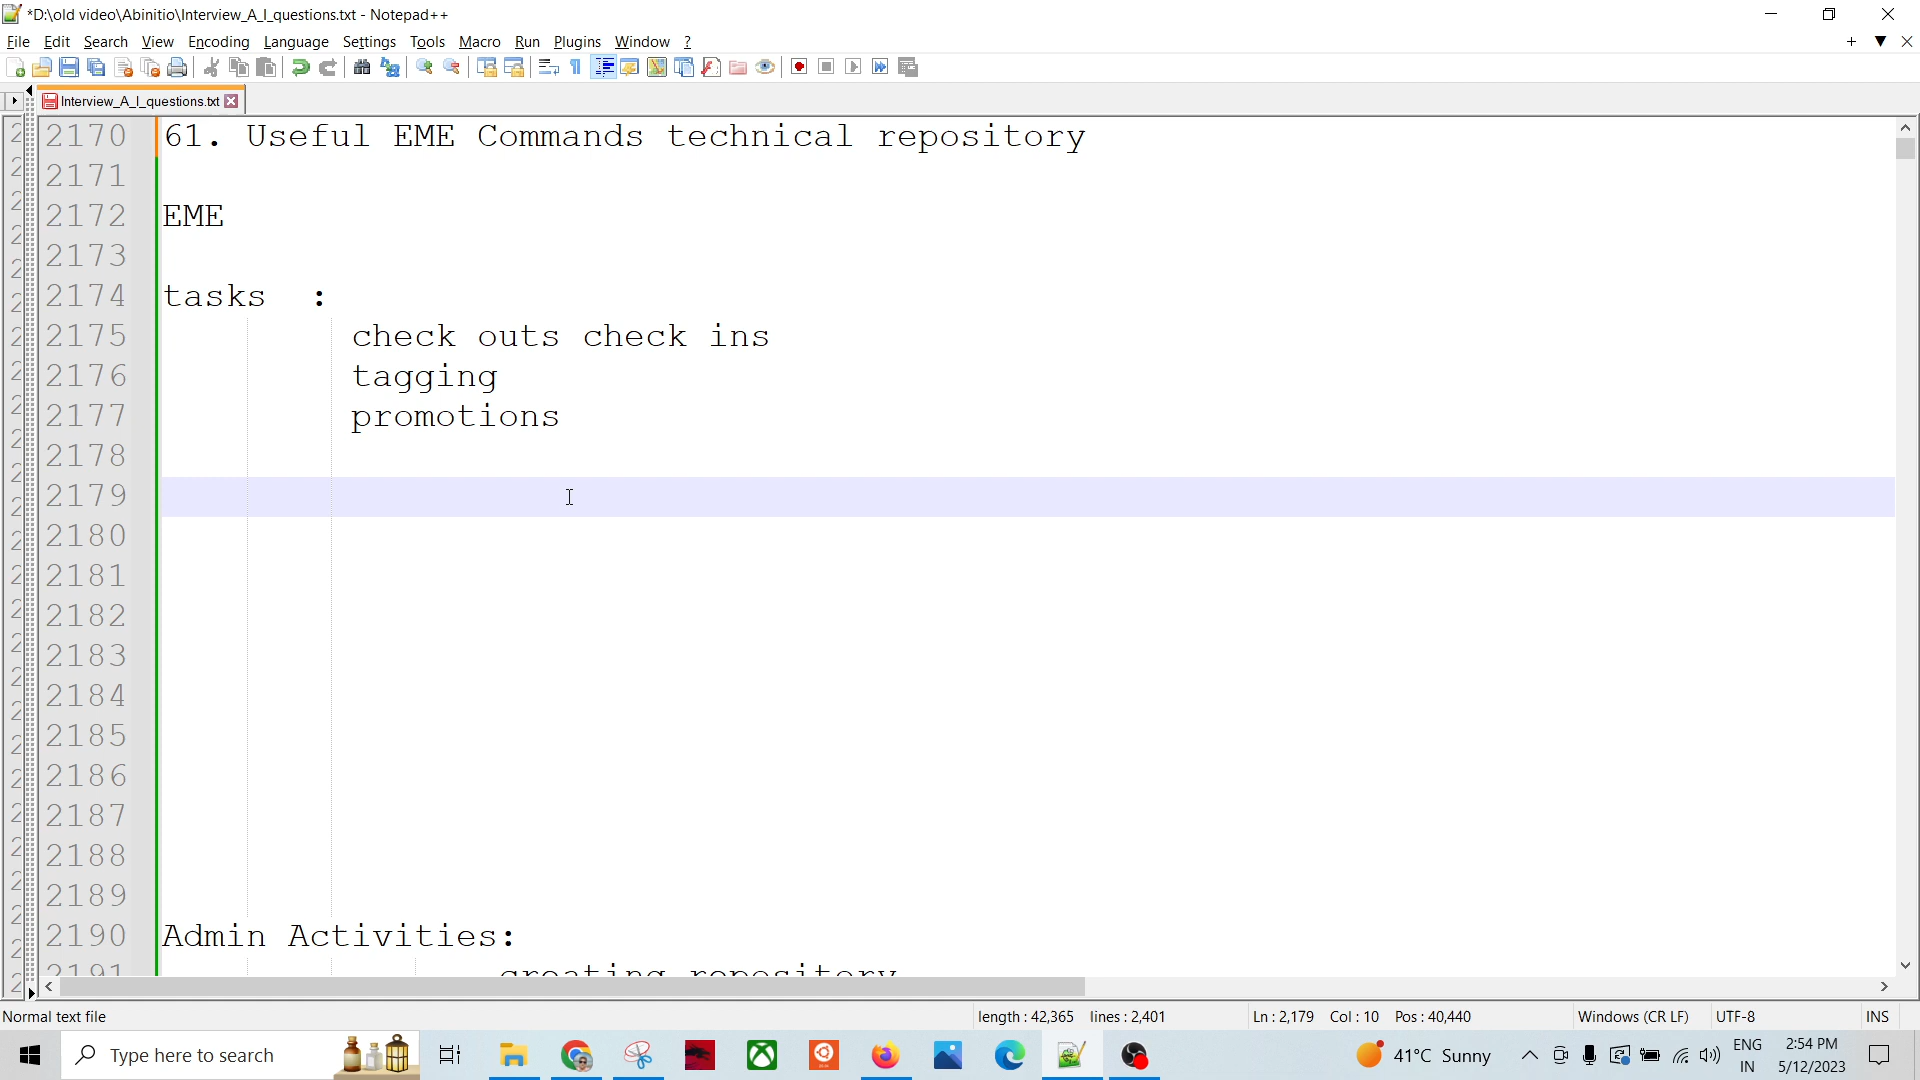 *D:\old video\Abinitio\Interview_A_I_questions.txt - Notepad++
File Edit Search View Encoding Language Settings Tools Macro Run Plugins Window ?
Interview_A_I_questions.txt
2170 61. Useful EME Commands technical repository
2171
2172 EME
2173
2174 tasks :
2175 check outs check ins
2176 tagging
2177 promotions
2178
2179
2180
2181
2182
2183
2184
2185
2186
2187
2188
2189
2190 Admin Activities:
2191 creating repository
Normal text file length : 42,365 lines : 2,401 Ln : 2,179 Col : 10 Pos : 40,440 Windows (CR LF) UTF-8 INS
Type here to search 41°C Sunny ENG IN 2:54 PM 5/12/2023